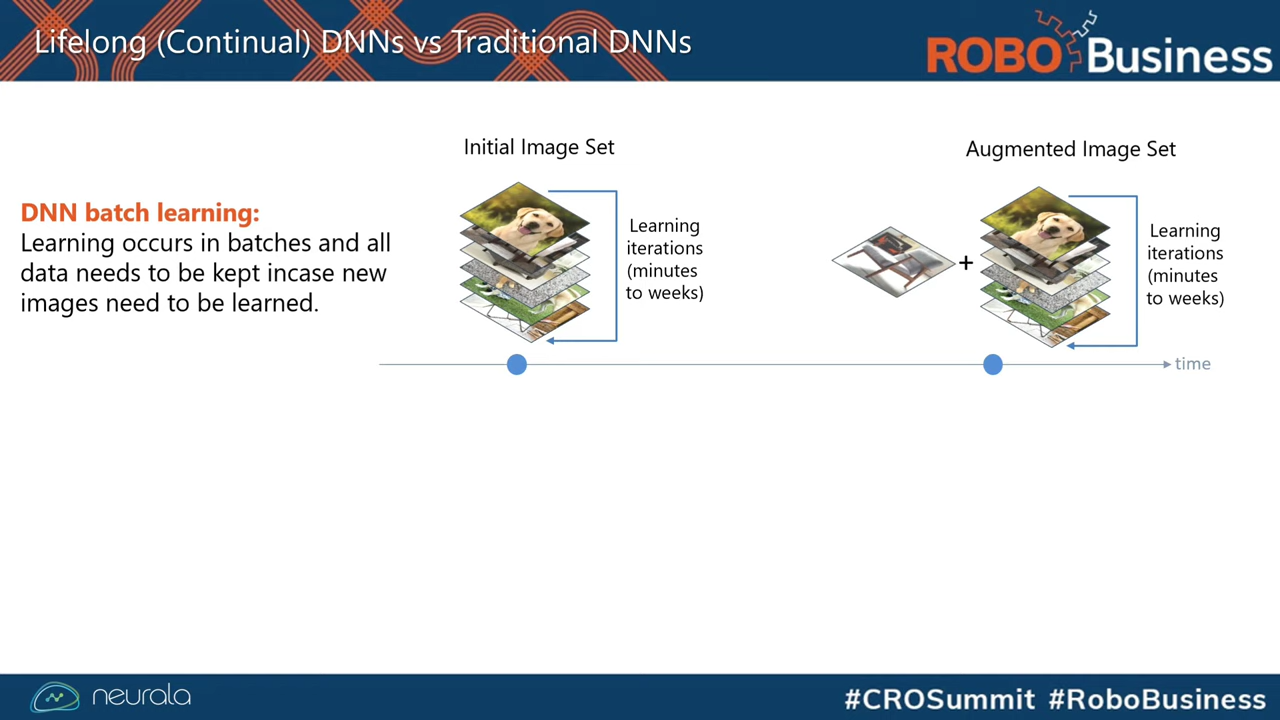 Lifelong (Continual) DNNs vs Traditional DNNs
ROBO Business
Initial Image Set
Augmented Image Set
DNN batch learning:
Learning occurs in batches and all
data needs to be kept incase new
images need to be learned.
Learning
iterations
(minutes
to weeks)
+
Learning
iterations
(minutes
to weeks)
time
neurala
#CROSummit #RoboBusiness